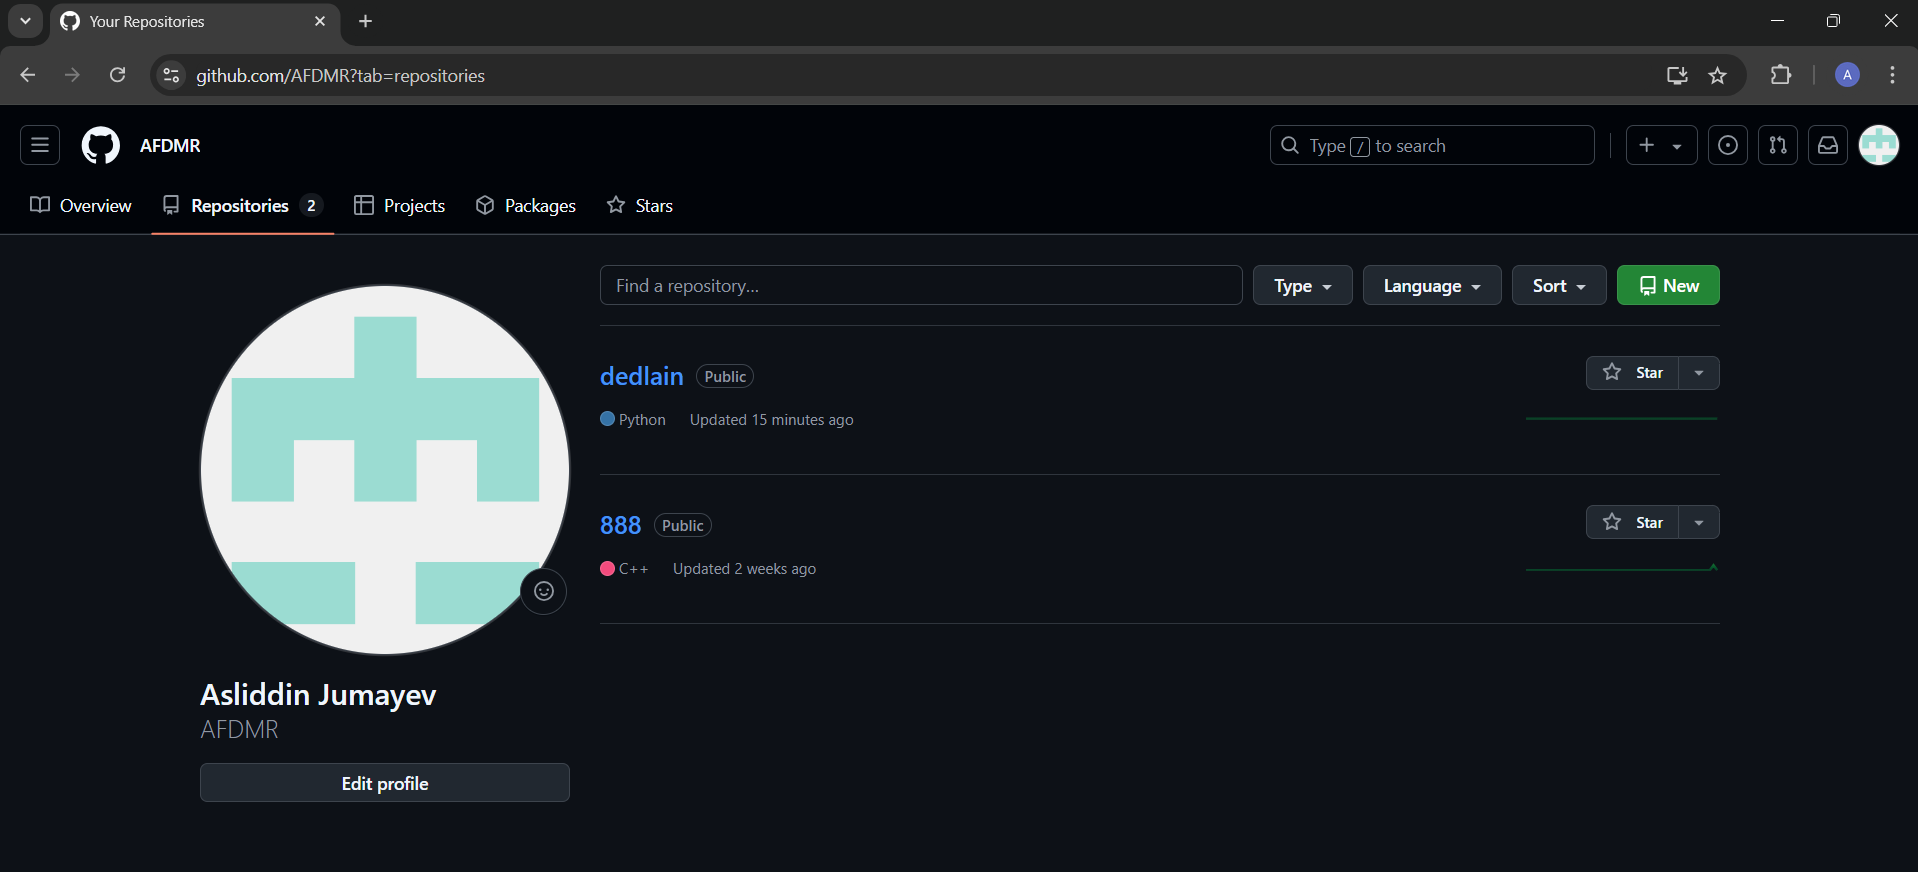 Your Repositories
github.com/AFDMR?tab=repositories
A
AFDMR
Type / to search
Overview
Repositories 2
Projects
Packages
Stars
Find a repository...
Type
Language
Sort
New
dedlain Public
Star
Python Updated 15 minutes ago
888 Public
Star
C++ Updated 2 weeks ago
Asliddin Jumayev
AFDMR
Edit profile